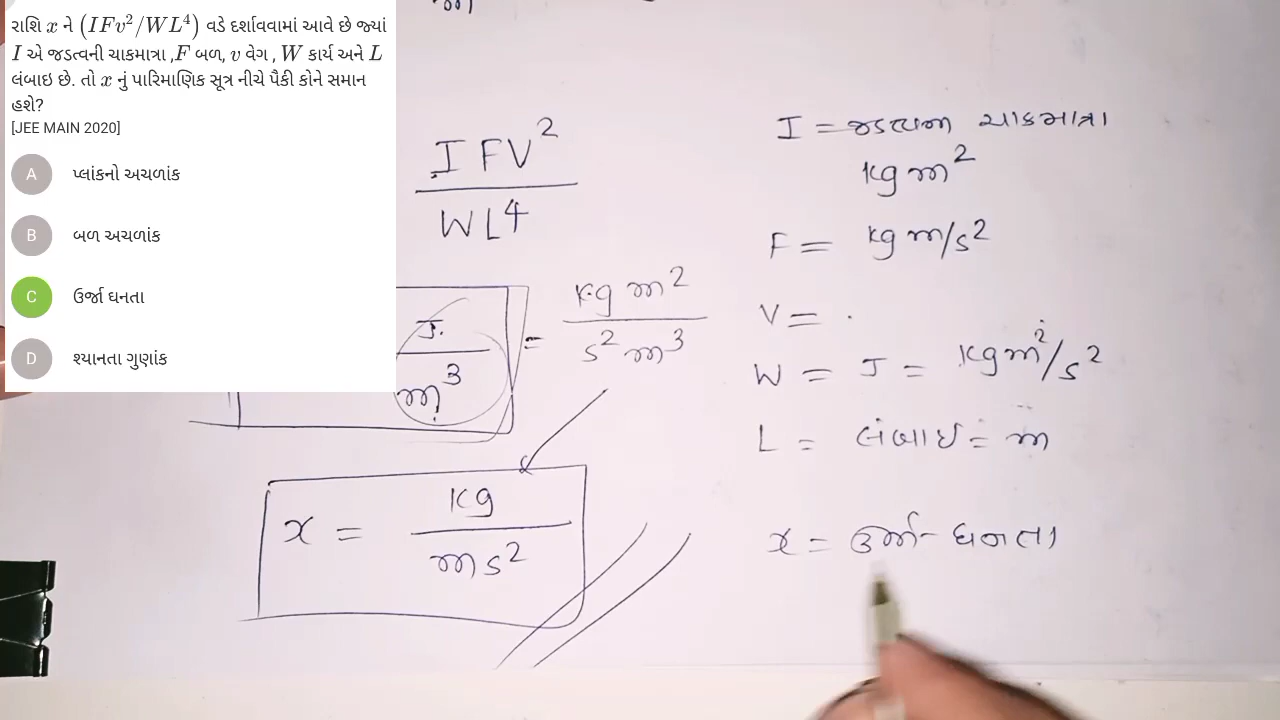 રાશિ x ને (IFv²/WL⁴) વડે દર્શાવવામાં આવે છે જ્યાં
I એ જડત્વની ચાકમાત્રા ,F બળ, v વેગ , W કાર્ય અને L
લંબાઇ છે. તો x નું પારિમાણિક સૂત્ર નીચે પૈકી કોને સમાન
હશે?
[JEE MAIN 2020]
A પ્લાંકનો અચળાંક
B બળ અચળાંક
C ઉર્જા ઘનતા
D શ્યાનતા ગુણાંક
IFV²
WL⁴
J
m³
= kg m²
s² m³
x = kg
ms²
I = જડત્વની ચાકમાત્રા
kg m²
F = kg m/s²
V = .
W = J = kg m²/s²
L = લંબાઇ = m
x = ઉર્જા ઘનતા